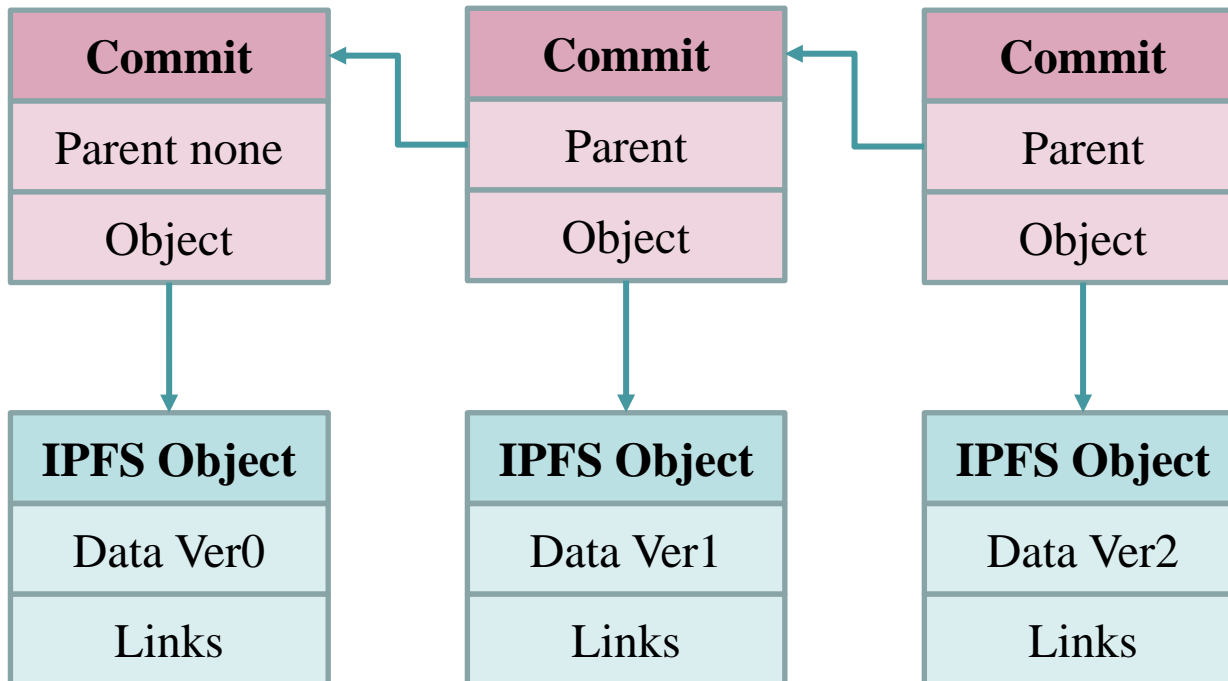 Commit
Parent none
Object
Commit
Parent
Object
Commit
Parent
Object
IPFS Object
Data Ver0
Links
IPFS Object
Data Ver1
Links
IPFS Object
Data Ver2
Links